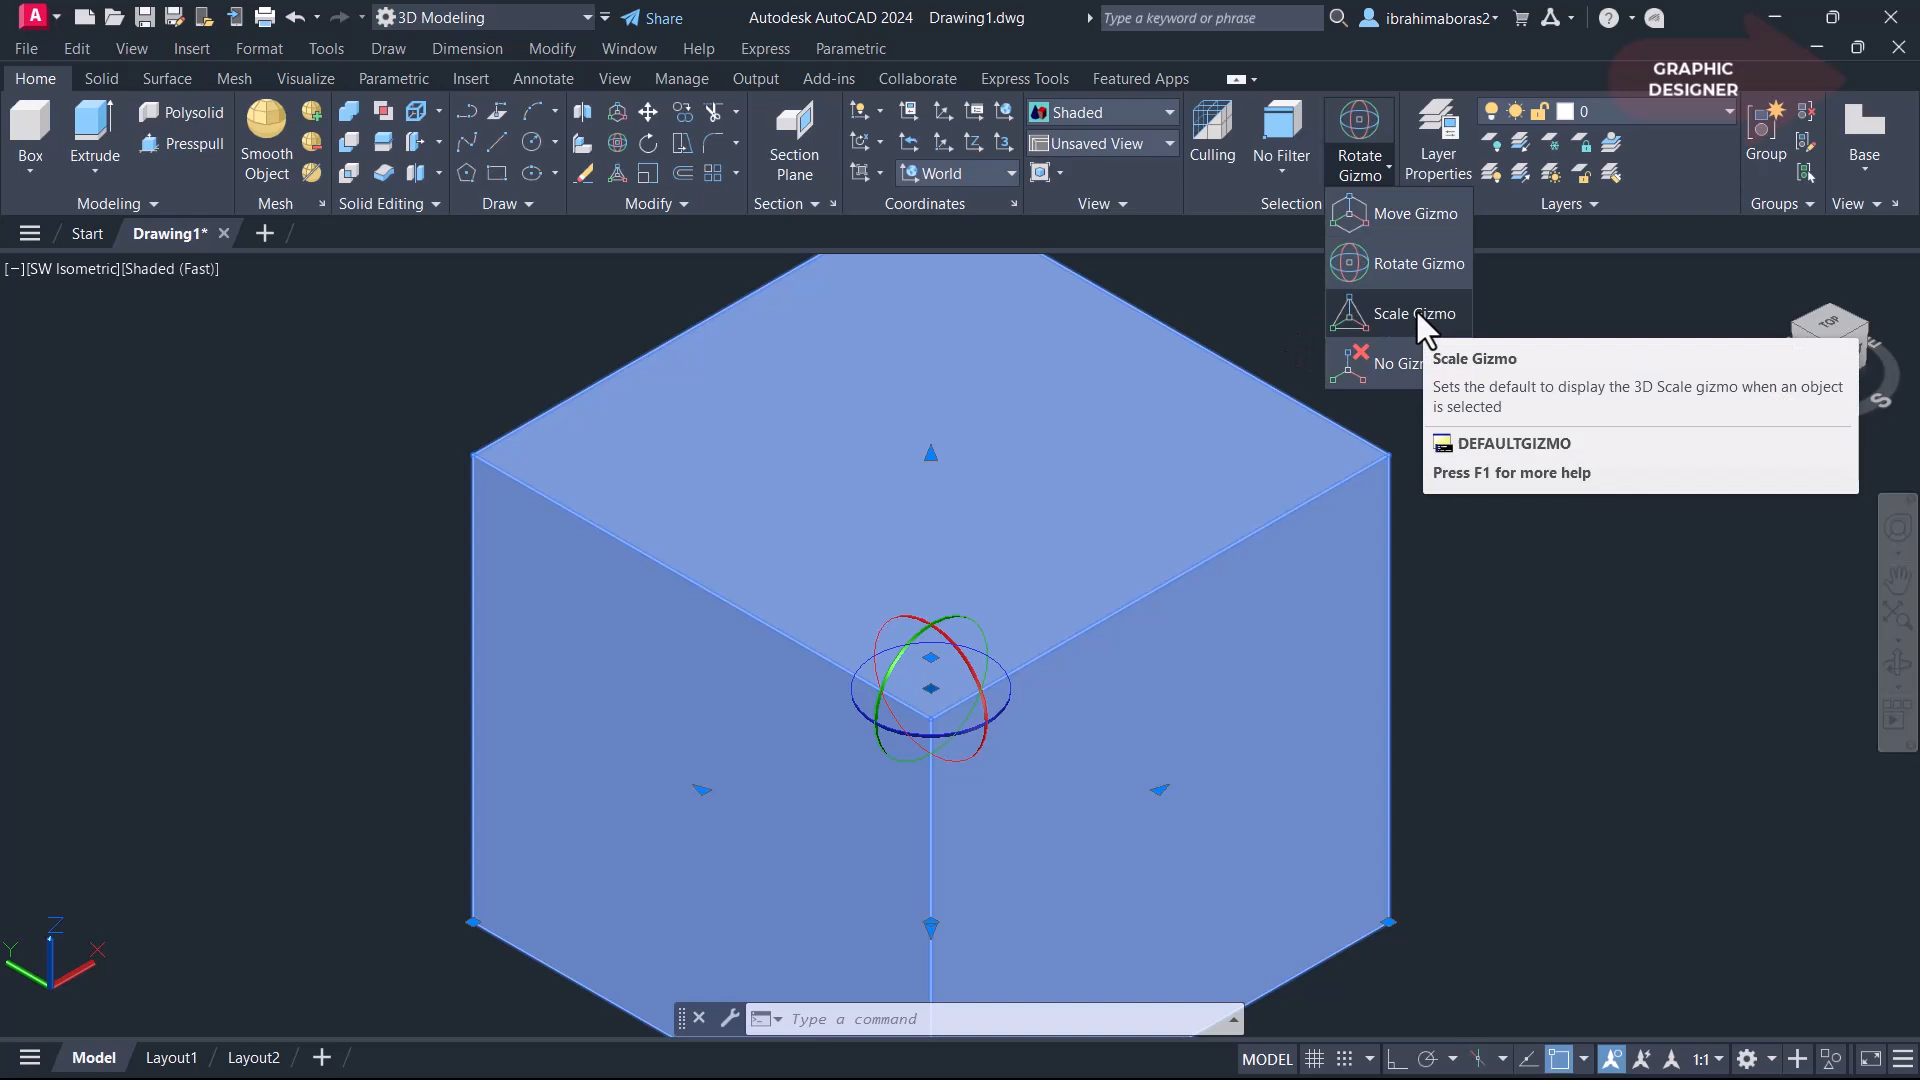 A
3D Modeling
Share
Autodesk AutoCAD 2024 Drawing1.dwg
Type a keyword or phrase
ibrahimaboras2
File Edit View Insert Format Tools Draw Dimension Modify Window Help Express Parametric
Home Solid Surface Mesh Visualize Parametric Insert Annotate View Manage Output Add-ins Collaborate Express Tools Featured Apps
GRAPHIC
DESIGNER
Box
Extrude
Polysolid
Presspull
Smooth
Object
Section
Plane
World
Shaded
Unsaved View
Culling
No Filter
Rotate
Gizmo
Layer
Properties
0
Group
Base
Modeling
Mesh
Solid Editing
Draw
Modify
Section
Coordinates
View
Selection
Layers
Groups
View
Start
Drawing1*
[−][SW Isometric][Shaded (Fast)]
Move Gizmo
Rotate Gizmo
Scale Gizmo
No Giz
TOP
S
Scale Gizmo
Sets the default to display the 3D Scale gizmo when an object
is selected
DEFAULTGIZMO
Press F1 for more help
Z
Y
X
Type a command
Model
Layout1
Layout2
MODEL
1:1